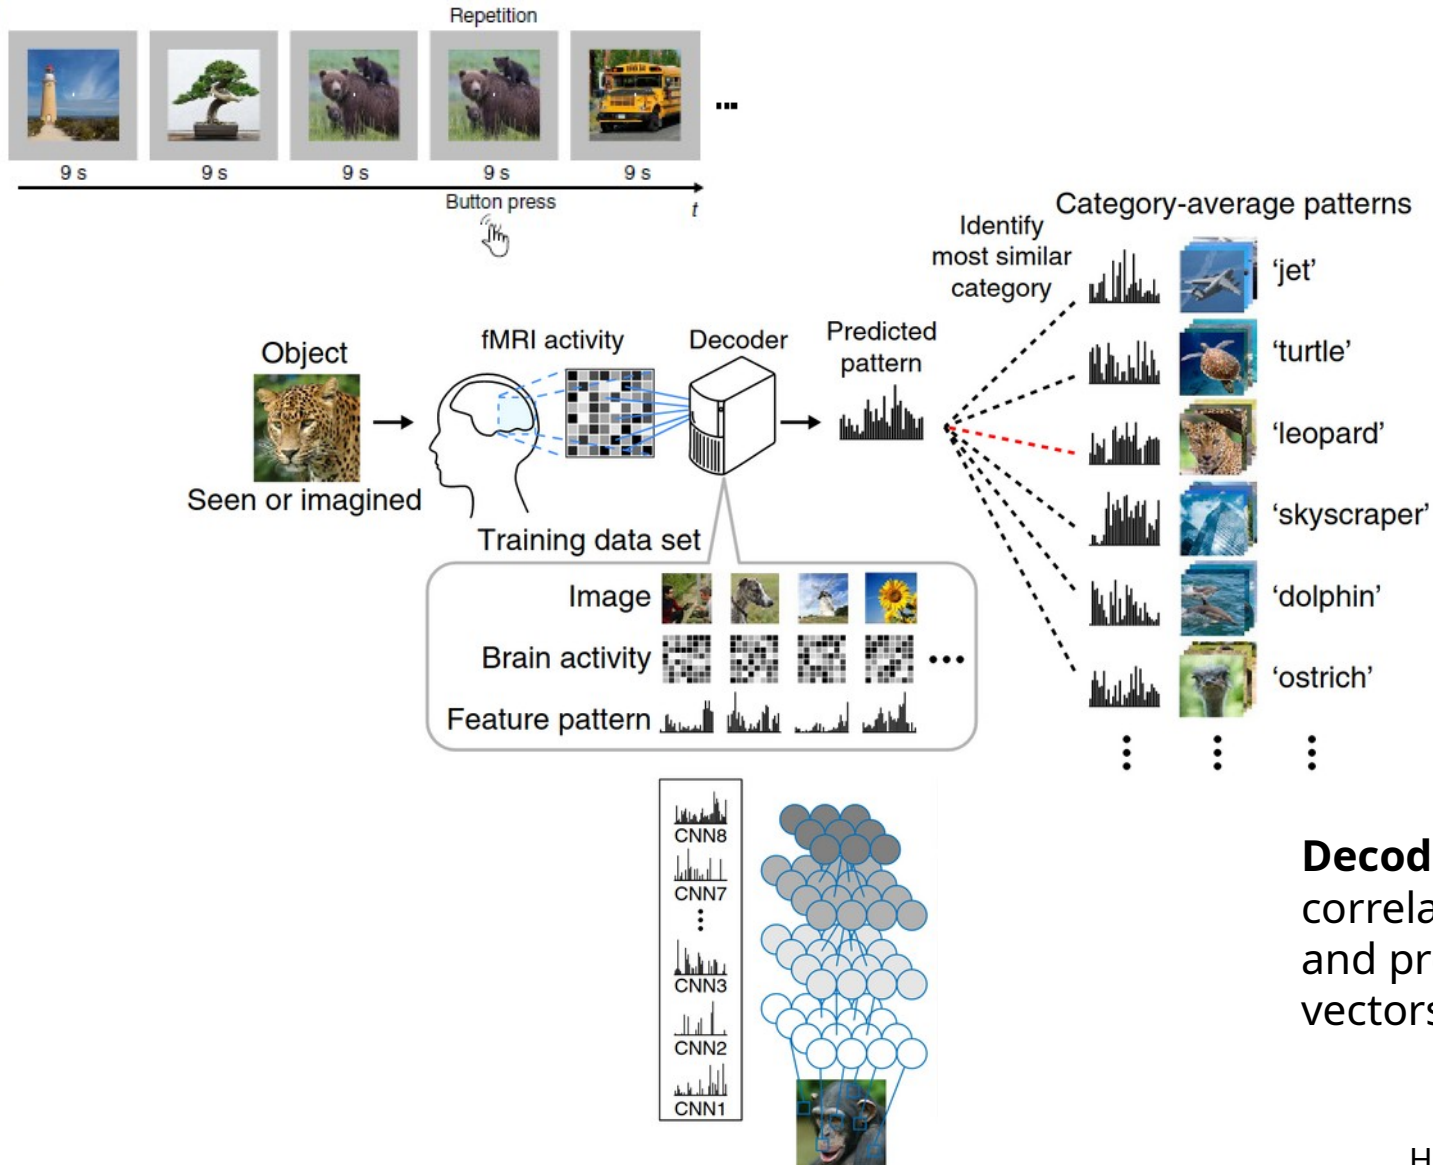 Repetition
9 s
9 s
9 s
9 s
9 s
...
Button press
t
Category-average patterns
Identify
most similar
category
‘jet’
‘turtle’
‘leopard’
‘skyscraper’
‘dolphin’
‘ostrich’
Object
Seen or imagined
fMRI activity
Decoder
Predicted
pattern
Training data set
Image
Brain activity
Feature pattern
CNN8
CNN7
CNN3
CNN2
CNN1
and